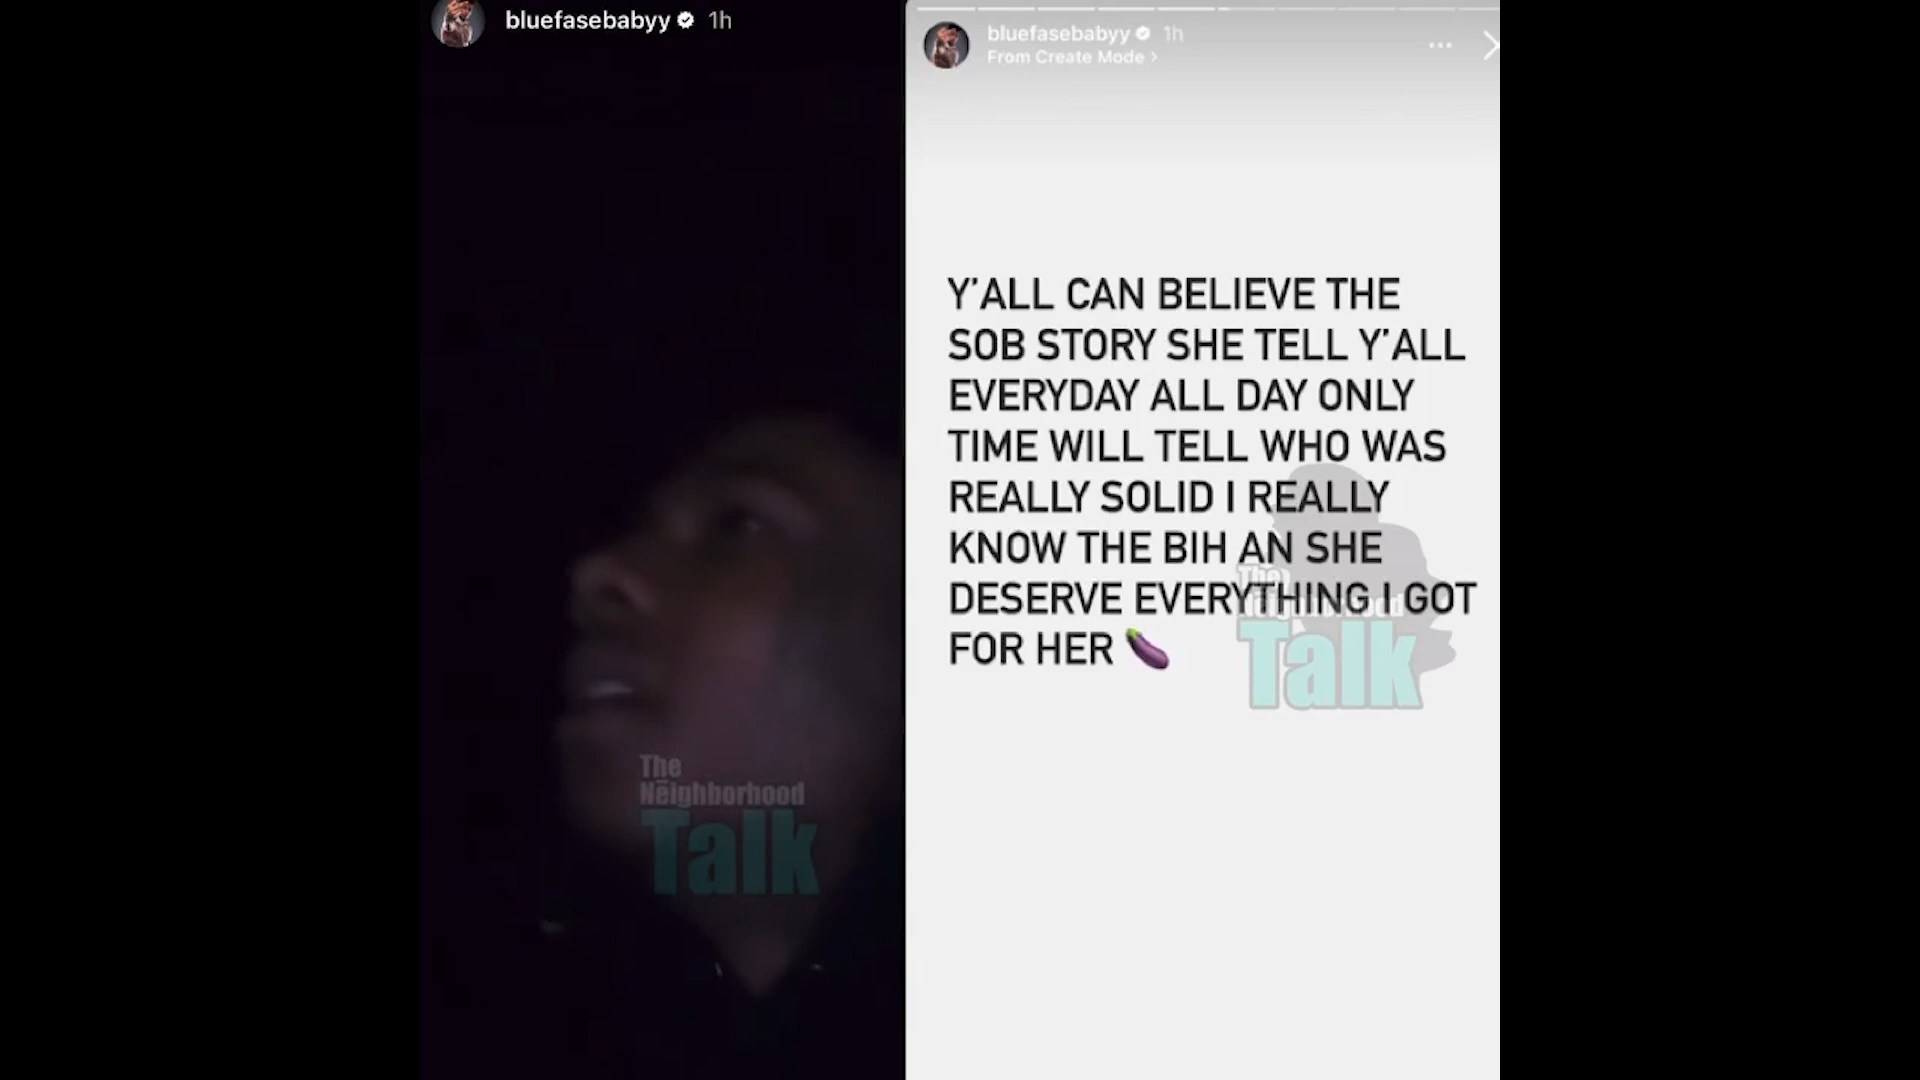 bluefasebabyy 1h
The
Neighborhood
Talk
bluefasebabyy 1h
From Create Mode >
Y'ALL CAN BELIEVE THE
SOB STORY SHE TELL Y'ALL
EVERYDAY ALL DAY ONLY
TIME WILL TELL WHO WAS
REALLY SOLID I REALLY
KNOW THE BIH AN SHE
DESERVE EVERYTHING I GOT
FOR HER 🍆
The
Neighborhood
Talk